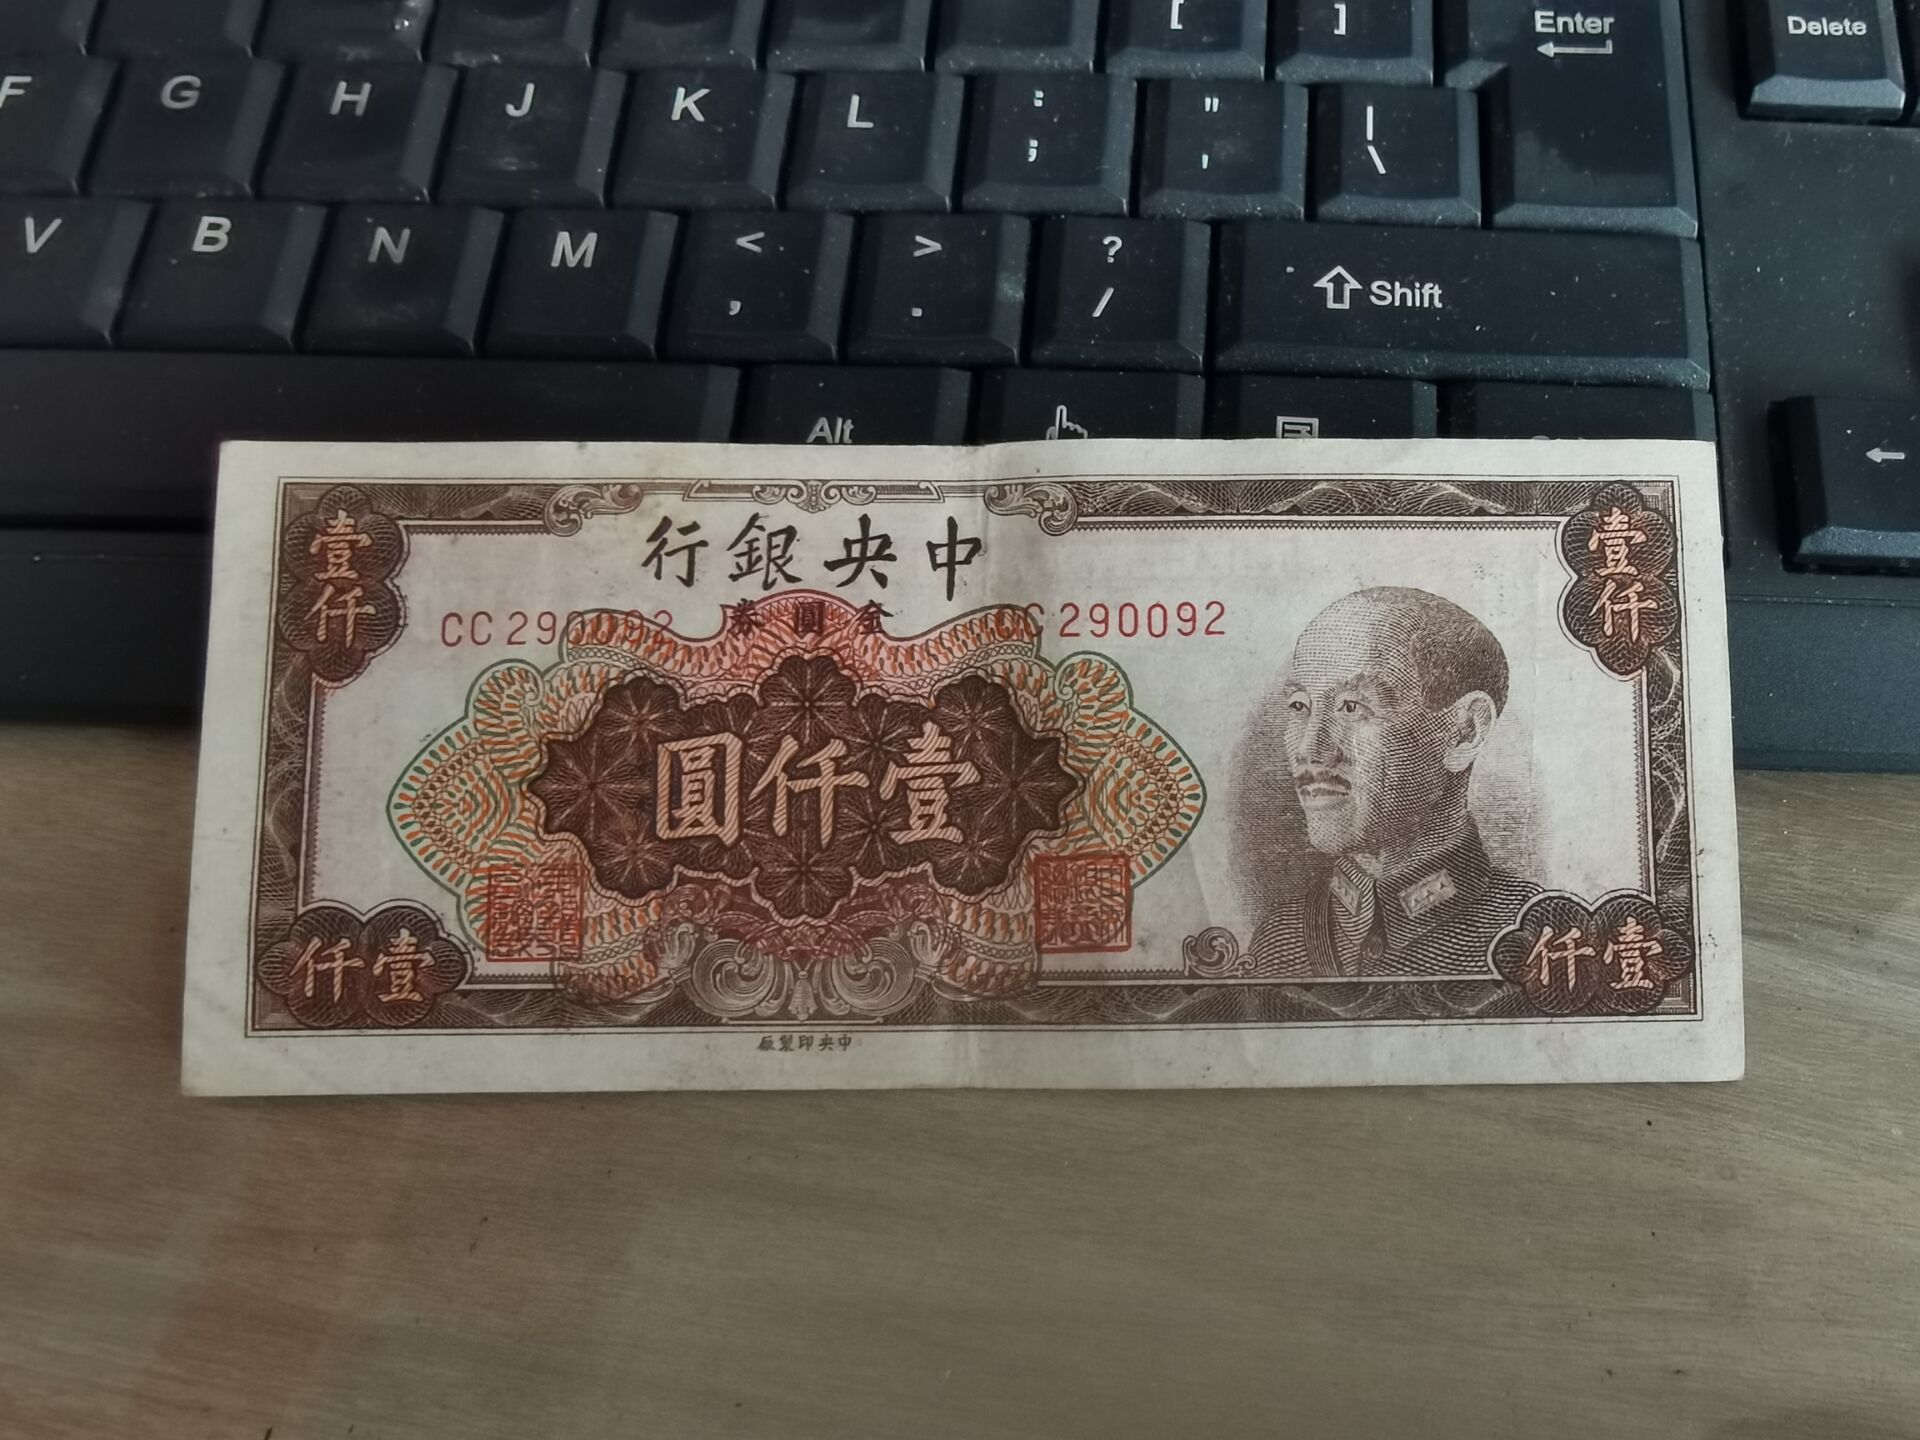 [ ] Enter Delete
F G H J K L : ; " ' | \
V B N M < , > . ? / Shift
Alt
←
壹仟
壹仟
中央銀行
金圓券
CC290092
CC290092
壹仟圓
壹仟
壹仟
中央印製廠